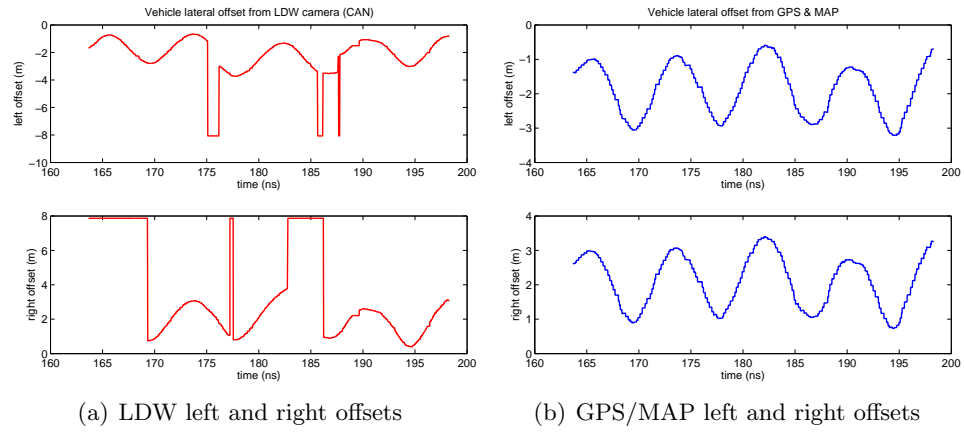 Vehicle lateral offset from LDW camera (CAN)
0
−2
−4
−6
−8
−10
left offset (m)
160 165 170 175 180 185 190 195 200
time (ns)
8
6
4
2
0
right offset (m)
160 165 170 175 180 185 190 195 200
time (ns)
(a) LDW left and right offsets
Vehicle lateral offset from GPS & MAP
0
−1
−2
−3
−4
left offset (m)
160 165 170 175 180 185 190 195 200
time (ns)
4
3
2
1
0
right offset (m)
160 165 170 175 180 185 190 195 200
time (ns)
(b) GPS/MAP left and right offsets